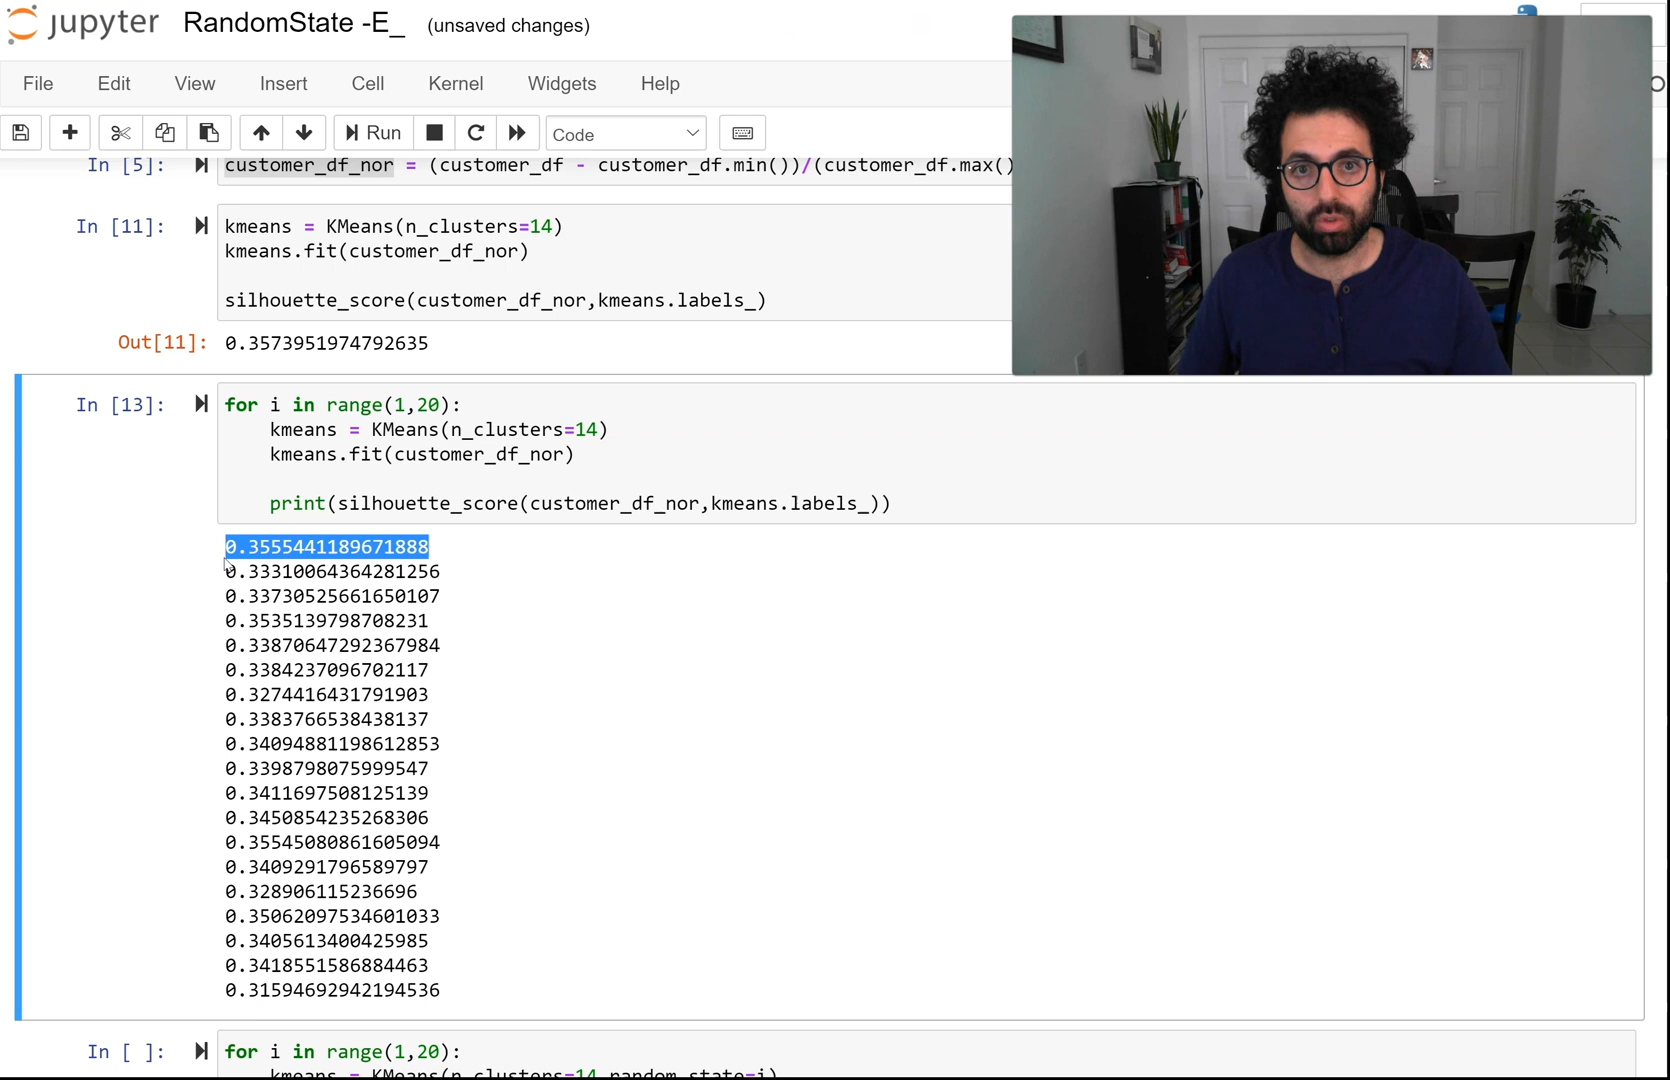 jupyter RandomState -E_ (unsaved changes)
File Edit View Insert Cell Kernel Widgets Help
Run Code
In [5]: customer_df_nor = (customer_df - customer_df.min())/(customer_df.max()
In [11]: kmeans = KMeans(n_clusters=14)
kmeans.fit(customer_df_nor)
silhouette_score(customer_df_nor,kmeans.labels_)
Out[11]: 0.3573951974792635
In [13]: for i in range(1,20):
kmeans = KMeans(n_clusters=14)
kmeans.fit(customer_df_nor)
print(silhouette_score(customer_df_nor,kmeans.labels_))
0.3555441189671888
0.33310064364281256
0.33730525661650107
0.3535139798708231
0.33870647292367984
0.3384237096702117
0.3274416431791903
0.3383766538438137
0.34094881198612853
0.3398798075999547
0.3411697508125139
0.3450854235268306
0.35545080861605094
0.3409291796589797
0.328906115236696
0.35062097534601033
0.3405613400425985
0.3418551586884463
0.31594692942194536
In [ ]: for i in range(1,20):
kmeans = KMeans(n_clusters=14,random_state=i)